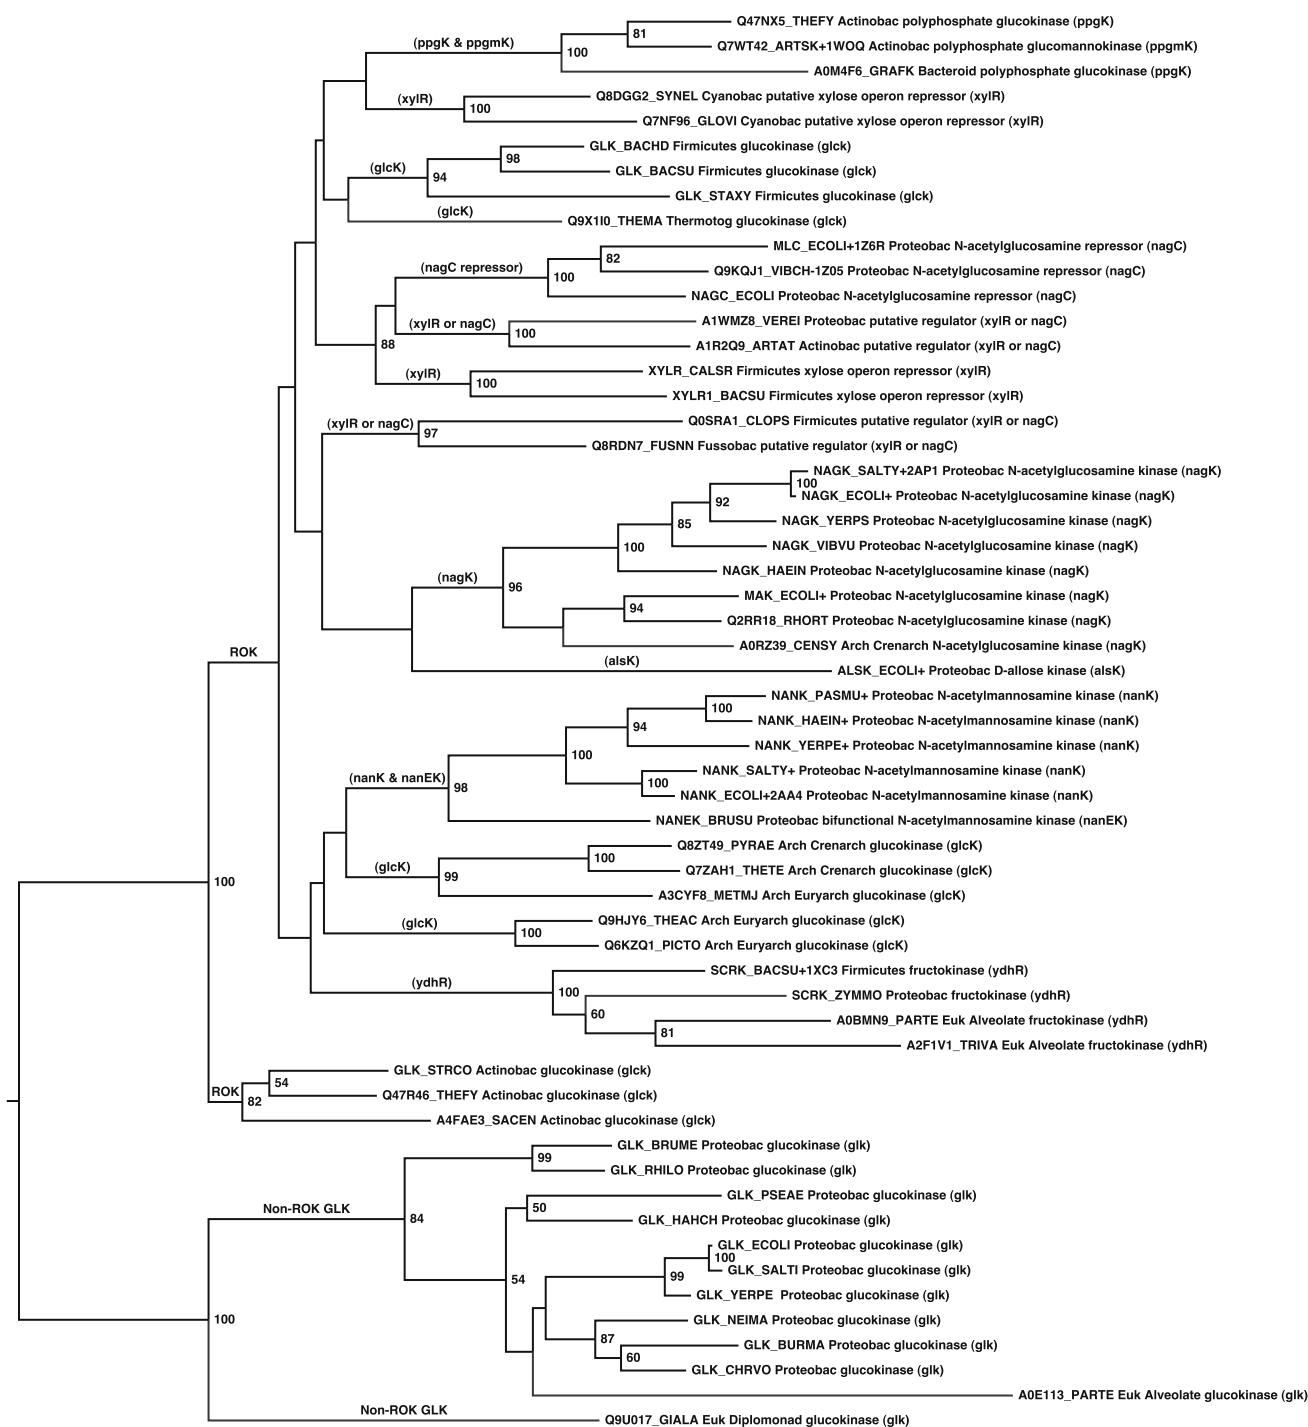 Q47NX5_THEFY Actinobac polyphosphate glucokinase (ppgK)
81
(ppgK & ppgmK)
Q7WT42_ARTSK+1WOQ Actinobac polyphosphate glucomannokinase (ppgmK)
100
A0M4F6_GRAFK Bacteroid polyphosphate glucokinase (ppgK)
Q8DGG2_SYNEL Cyanobac putative xylose operon repressor (xylR)
(xylR)
100
Q7NF96_GLOVI Cyanobac putative xylose operon repressor (xylR)
GLK_BACHD Firmicutes glucokinase (glck)
98
(glcK)
GLK_BACSU Firmicutes glucokinase (glck)
94
GLK_STAXY Firmicutes glucokinase (glck)
(glcK)
Q9X1I0_THEMA Thermotog glucokinase (glck)
MLC_ECOLI+1Z6R Proteobac N-acetylglucosamine repressor (nagC)
82
(nagC repressor)
Q9KQJ1_VIBCH-1Z05 Proteobac N-acetylglucosamine repressor (nagC)
100
NAGC_ECOLI Proteobac N-acetylglucosamine repressor (nagC)
A1WMZ8_VEREI Proteobac putative regulator (xylR or nagC)
(xylR or nagC)
100
88
A1R2Q9_ARTAT Actinobac putative regulator (xylR or nagC)
XYLR_CALSR Firmicutes xylose operon repressor (xylR)
(xylR)
100
XYLR1_BACSU Firmicutes xylose operon repressor (xylR)
Q0SRA1_CLOPS Firmicutes putative regulator (xylR or nagC)
(xylR or nagC)
97
Q8RDN7_FUSNN Fussobac putative regulator (xylR or nagC)
NAGK_SALTY+2AP1 Proteobac N-acetylglucosamine kinase (nagK)
100
NAGK_ECOLI+ Proteobac N-acetylglucosamine kinase (nagK)
92
NAGK_YERPS Proteobac N-acetylglucosamine kinase (nagK)
85
NAGK_VIBVU Proteobac N-acetylglucosamine kinase (nagK)
100
NAGK_HAEIN Proteobac N-acetylglucosamine kinase (nagK)
(nagK)
96
MAK_ECOLI+ Proteobac N-acetylglucosamine kinase (nagK)
94
Q2RR18_RHORT Proteobac N-acetylglucosamine kinase (nagK)
A0RZ39_CENSY Arch Crenarch N-acetylglucosamine kinase (nagK)
ROK
(alsK)
ALSK_ECOLI+ Proteobac D-allose kinase (alsK)
NANK_PASMU+ Proteobac N-acetylmannosamine kinase (nanK)
100
NANK_HAEIN+ Proteobac N-acetylmannosamine kinase (nanK)
94
NANK_YERPE+ Proteobac N-acetylmannosamine kinase (nanK)
100
NANK_SALTY+ Proteobac N-acetylmannosamine kinase (nanK)
(nanK & nanEK)
100
98
NANK_ECOLI+2AA4 Proteobac N-acetylmannosamine kinase (nanK)
NANEK_BRUSU Proteobac bifunctional N-acetylmannosamine kinase (nanEK)
Q8ZT49_PYRAE Arch Crenarch glucokinase (glcK)
100
(glcK)
Q7ZAH1_THETE Arch Crenarch glucokinase (glcK)
99
100
A3CYF8_METMJ Arch Euryarch glucokinase (glcK)
Q9HJY6_THEAC Arch Euryarch glucokinase (glcK)
(glcK)
100
Q6KZQ1_PICTO Arch Euryarch glucokinase (glcK)
SCRK_BACSU+1XC3 Firmicutes fructokinase (ydhR)
(ydhR)
100
SCRK_ZYMMO Proteobac fructokinase (ydhR)
60
A0BMN9_PARTE Euk Alveolate fructokinase (ydhR)
81
A2F1V1_TRIVA Euk Alveolate fructokinase (ydhR)
GLK_STRCO Actinobac glucokinase (glck)
54
ROK
Q47R46_THEFY Actinobac glucokinase (glck)
82
A4FAE3_SACEN Actinobac glucokinase (glck)
GLK_BRUME Proteobac glucokinase (glk)
99
GLK_RHILO Proteobac glucokinase (glk)
GLK_PSEAE Proteobac glucokinase (glk)
50
Non-ROK GLK
84
GLK_HAHCH Proteobac glucokinase (glk)
GLK_ECOLI Proteobac glucokinase (glk)
100
GLK_SALTI Proteobac glucokinase (glk)
99
54
GLK_YERPE Proteobac glucokinase (glk)
100
GLK_NEIMA Proteobac glucokinase (glk)
87
GLK_BURMA Proteobac glucokinase (glk)
60
GLK_CHRVO Proteobac glucokinase (glk)
A0E113_PARTE Euk Alveolate glucokinase (glk)
Non-ROK GLK
Q9U017_GIALA Euk Diplomonad glucokinase (glk)